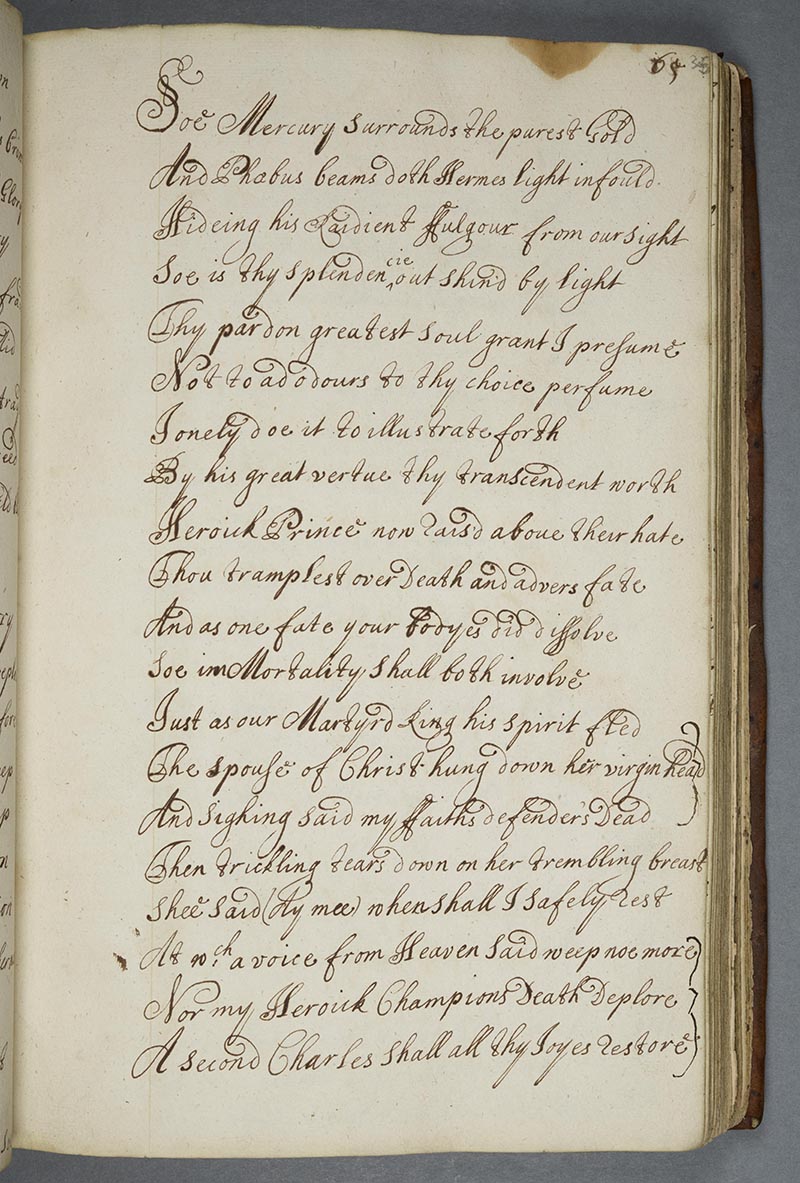 65 35
Soe Mercury surrounds the purest Gold
And Phœbus beams doth Hermes light infould.
Hideing his Raidient ffulgour from our sight
Soe is thy splendencie out shin'd by light
Thy pardon greatest soul grant I presume
Not to ad odours to thy choice perfume
I onely doe it to illustrate forth
By his great vertue thy transcendent worth
Heroick Prince now rais'd aboue their hate
Thou tramplest over Death and advers fate
And as one fate your bodyes did dissolve
Soe imMortality shall both involve
Just as our Martyrd King his spirit fled
The spouse of Christ hung down her virgin head
And sighing said my ffaiths defender's Dead
Then trickling tears down on her trembling breast
Shee said (Ay mee) when shall I safely rest
At wch. a voice from Heaven said weep noe more
Nor my Heroick Champions Death Deplore
A second Charles shall all thy Joyes restore